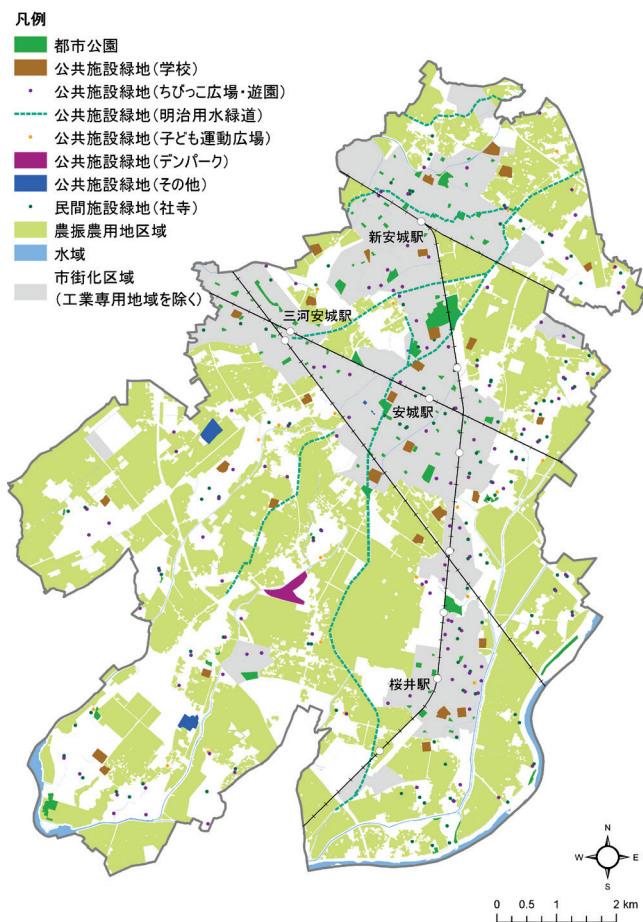 凡例
都市公園
公共施設緑地(学校)
公共施設緑地(ちびっこ広場・遊園)
公共施設緑地(明治用水緑道)
公共施設緑地(子ども運動広場)
公共施設緑地(デンパーク)
公共施設緑地(その他)
民間施設緑地(社寺)
農振農用地区域
水域
市街化区域
(工業専用地域を除く)
新安城駅
三河安城駅
安城駅
桜井駅
N
W E
S
0 0.5 1 2 km